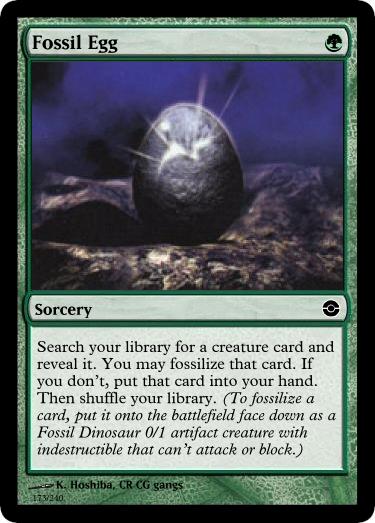 Fossil Egg
Sorcery
Search your library for a creature card and
reveal it. You may fossilize that card. If
you don't, put that card into your hand.
Then shuffle your library. (To fossilize a
card, put it onto the battlefield face down as a
Fossil Dinosaur 0/1 artifact creature with
indestructible that can't attack or block.)
K. Hoshiba, CR CG gangs
173/240